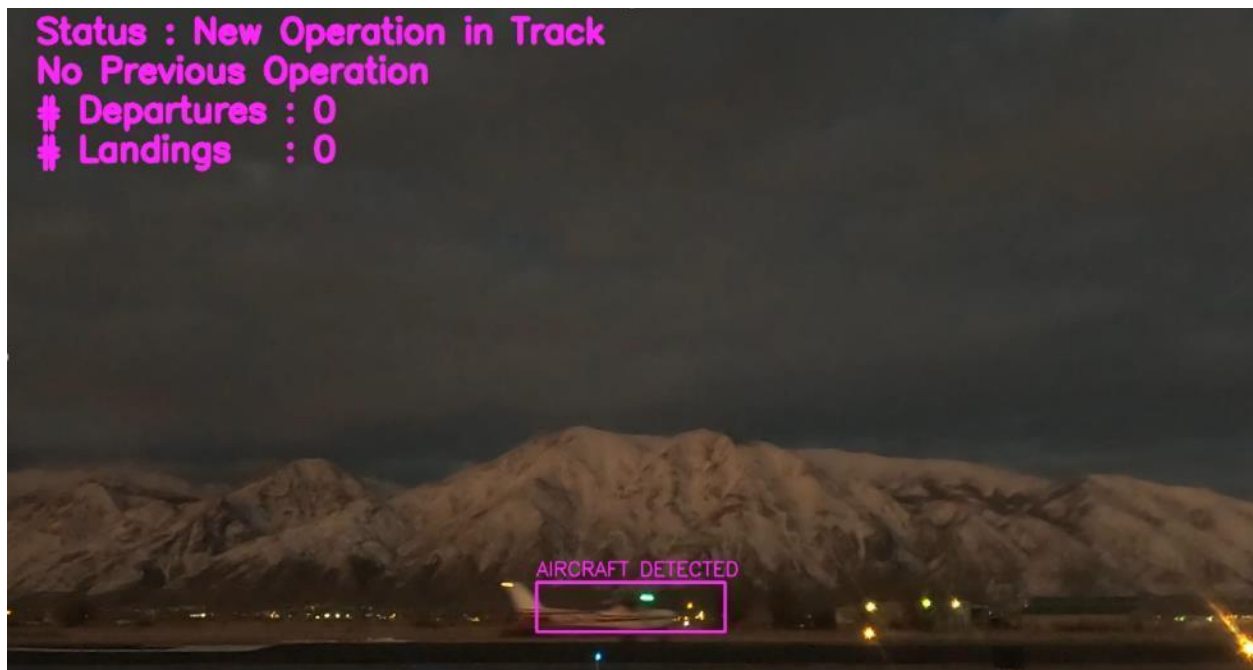 Status : New Operation in Track
No Previous Operation
# Departures : 0
# Landings : 0
AIRCRAFT DETECTED